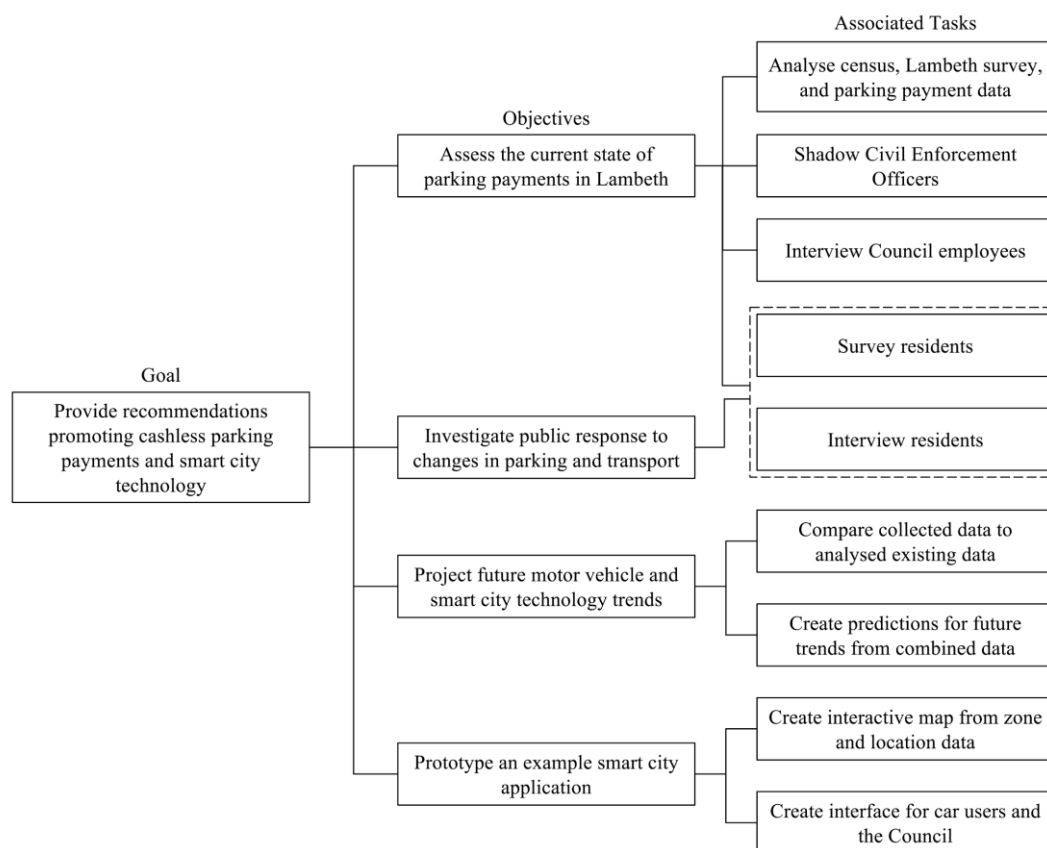 Associated Tasks
Analyse census, Lambeth survey,
and parking payment data
Objectives
Assess the current state of
parking payments in Lambeth
Shadow Civil Enforcement
Officers
Interview Council employees
Survey residents
Goal
Provide recommendations
promoting cashless parking
payments and smart city
technology
Investigate public response to
changes in parking and transport
Interview residents
Project future motor vehicle and
smart city technology trends
Compare collected data to
analysed existing data
Create predictions for future
trends from combined data
Prototype an example smart city
application
Create interactive map from zone
and location data
Create interface for car users and
the Council